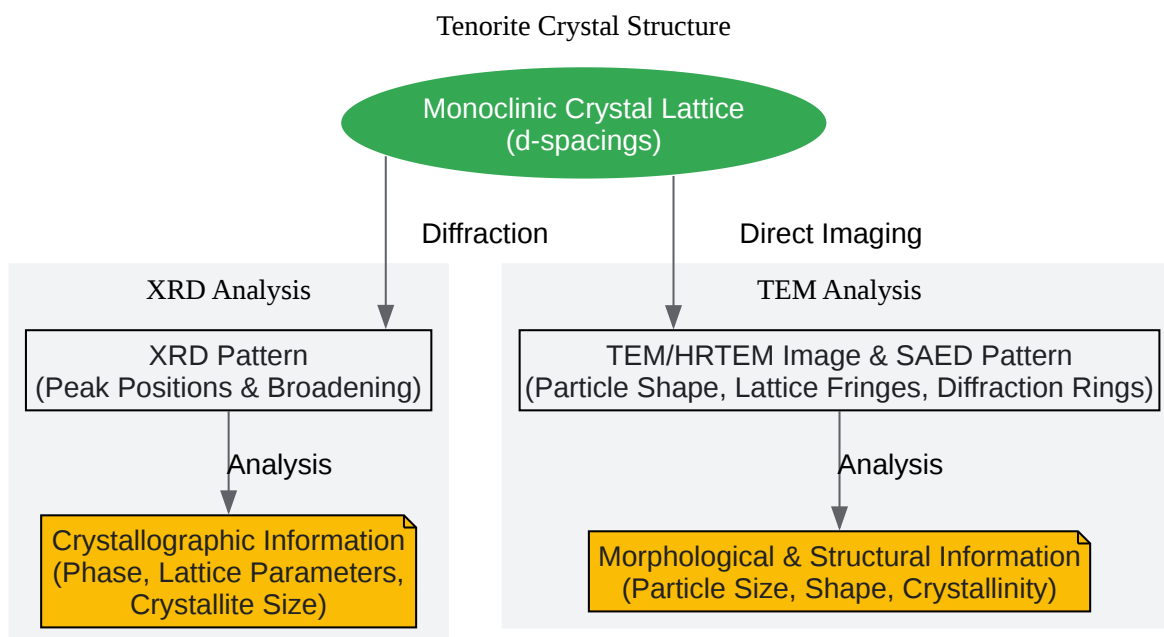 Tenorite Crystal Structure
Monoclinic Crystal Lattice
(d-spacings)
Diffraction
Direct Imaging
XRD Analysis
XRD Pattern
(Peak Positions & Broadening)
Analysis
Crystallographic Information
(Phase, Lattice Parameters,
Crystallite Size)
TEM Analysis
TEM/HRTEM Image & SAED Pattern
(Particle Shape, Lattice Fringes, Diffraction Rings)
Analysis
Morphological & Structural Information
(Particle Size, Shape, Crystallinity)